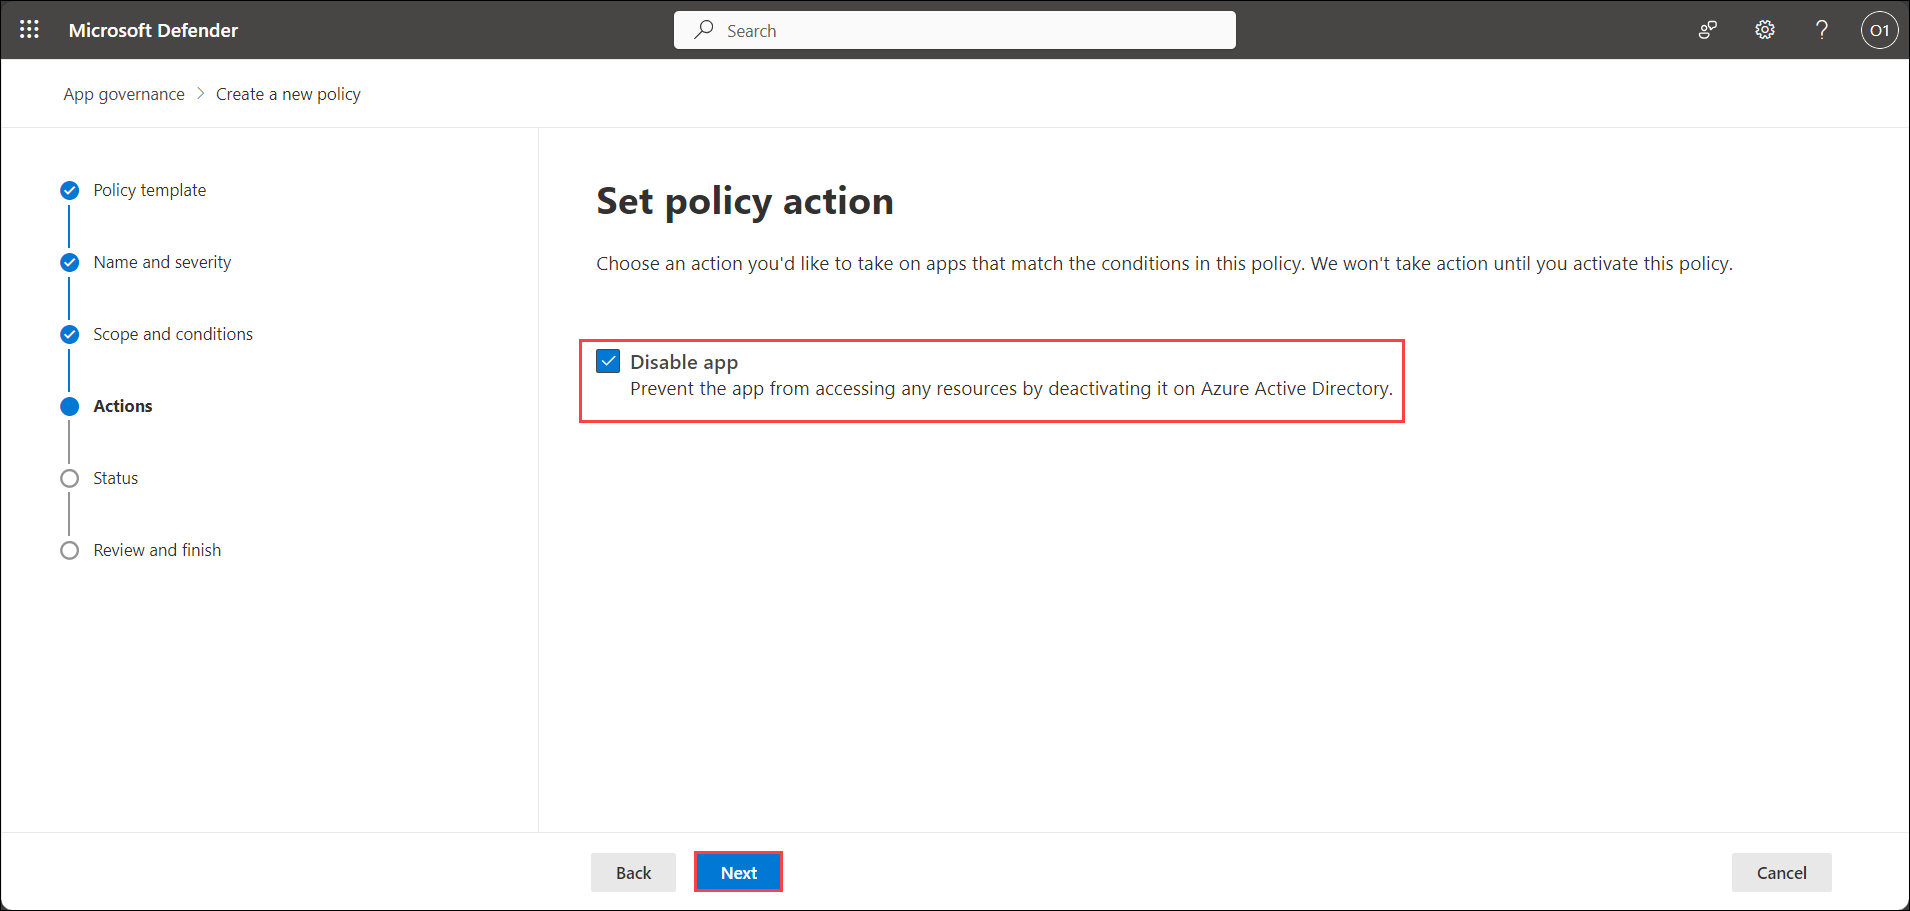 Microsoft Defender
Search
?
O1
App governance > Create a new policy
Policy template
Name and severity
Scope and conditions
Actions
Status
Review and finish
Set policy action
Choose an action you'd like to take on apps that match the conditions in this policy. We won't take action until you activate this policy.
Disable app
Prevent the app from accessing any resources by deactivating it on Azure Active Directory.
Back
Next
Cancel